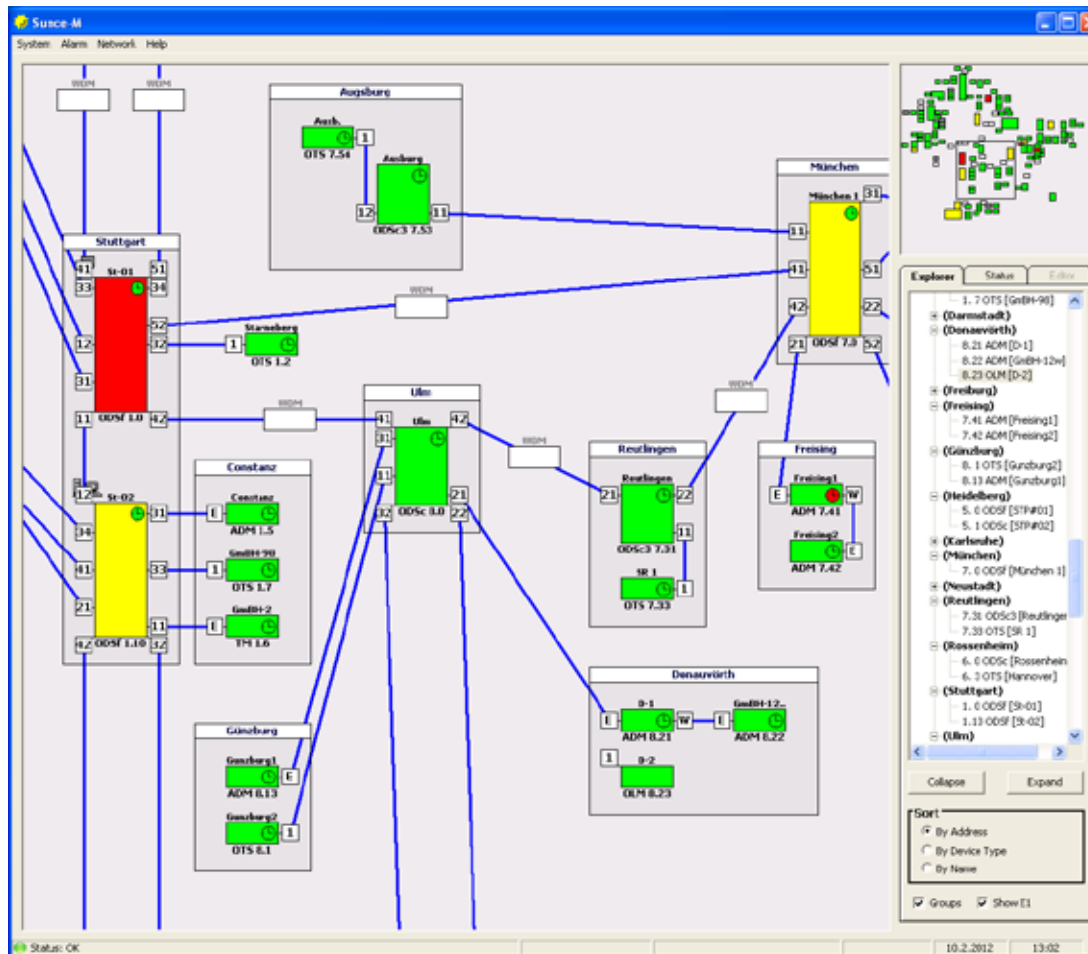 Sunce-M
System Alarm Network Help
WDM WDM
Augsburg
Ausb.
1
OTS 7.54
Ausburg
12 11
ODSc3 7.53
München
München 1
31
11
41 51
42 22
21 52
ODSf 7.0
Stuttgart
St-01
41 51
33 34
52
12 32
31
11 42
ODSf 1.0
WDM
1
Starneberg
OTS 1.2
WDM
Ulm
Ulm
41 42
31
11
21
32 22
ODSc 8.0
WDM
WDM
Reutlingen
Reutlingen
21 22
11
ODSc3 7.31
SR 1
1
OTS 7.33
Freising
Freising1
E W
ADM 7.41
Freising2
E
ADM 7.42
St-02
12
31
34
33
41
21
11
42 32
ODSf 1.10
Constanz
Constanz
E
ADM 1.5
GmBH-90
1
OTS 1.7
GmBH-2
E
TM 1.6
Günzburg
Gunzburg1
E
ADM 8.13
Gunzburg2
1
OTS 8.1
Donauvörth
D-1
E W
ADM 8.21
GmBH-12..
E
ADM 8.22
1
D-2
OLM 8.23
Explorer Status Editor
1. 7 OTS [GmBH-90]
(Darmstadt)
(Donauvörth)
8.21 ADM [D-1]
8.22 ADM [GmBH-12w]
8.23 OLM [D-2]
(Freiburg)
(Freising)
7.41 ADM [Freising1]
7.42 ADM [Freising2]
(Günzburg)
8. 1 OTS [Gunzburg2]
8.13 ADM [Gunzburg1]
(Heidelberg)
5. 0 ODSf [STP#01]
5. 1 ODSc [STP#02]
(Karlsruhe)
(München)
7. 0 ODSf [München 1]
(Neustadt)
(Reutlingen)
7.31 ODSc3 [Reutlinger
7.33 OTS [SR 1]
(Rossenheim)
6. 0 ODSc [Rossenhein
6. 3 OTS [Hannover]
(Stuttgart)
1. 0 ODSf [St-01]
1.10 ODSf [St-02]
(Ulm)
Collapse Expand
Sort
By Address
By Device Type
By Name
Groups Show E1
Status: OK 10.2.2012 13:02